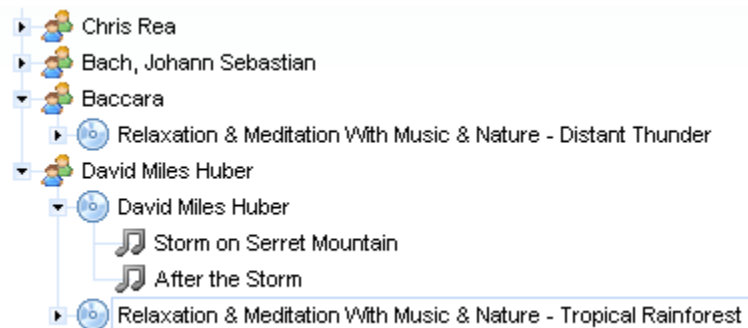 Chris Rea
Bach, Johann Sebastian
Baccara
Relaxation & Meditation With Music & Nature - Distant Thunder
David Miles Huber
David Miles Huber
Storm on Serret Mountain
After the Storm
Relaxation & Meditation With Music & Nature - Tropical Rainforest